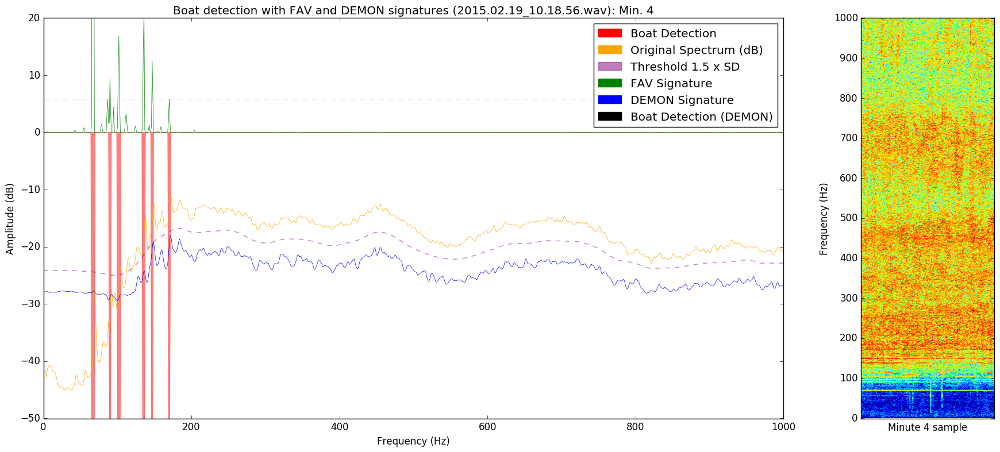 Boat detection with FAV and DEMON signatures (2015.02.19_10.18.56.wav): Min. 4
20
10
0
−10
−20
−30
−40
−50
Amplitude (dB)
0 200 400 600 800 1000
Frequency (Hz)
Boat Detection
Original Spectrum (dB)
Threshold 1.5 x SD
FAV Signature
DEMON Signature
Boat Detection (DEMON)
1000
900
800
700
600
500
400
300
200
100
0
Frequency (Hz)
Minute 4 sample